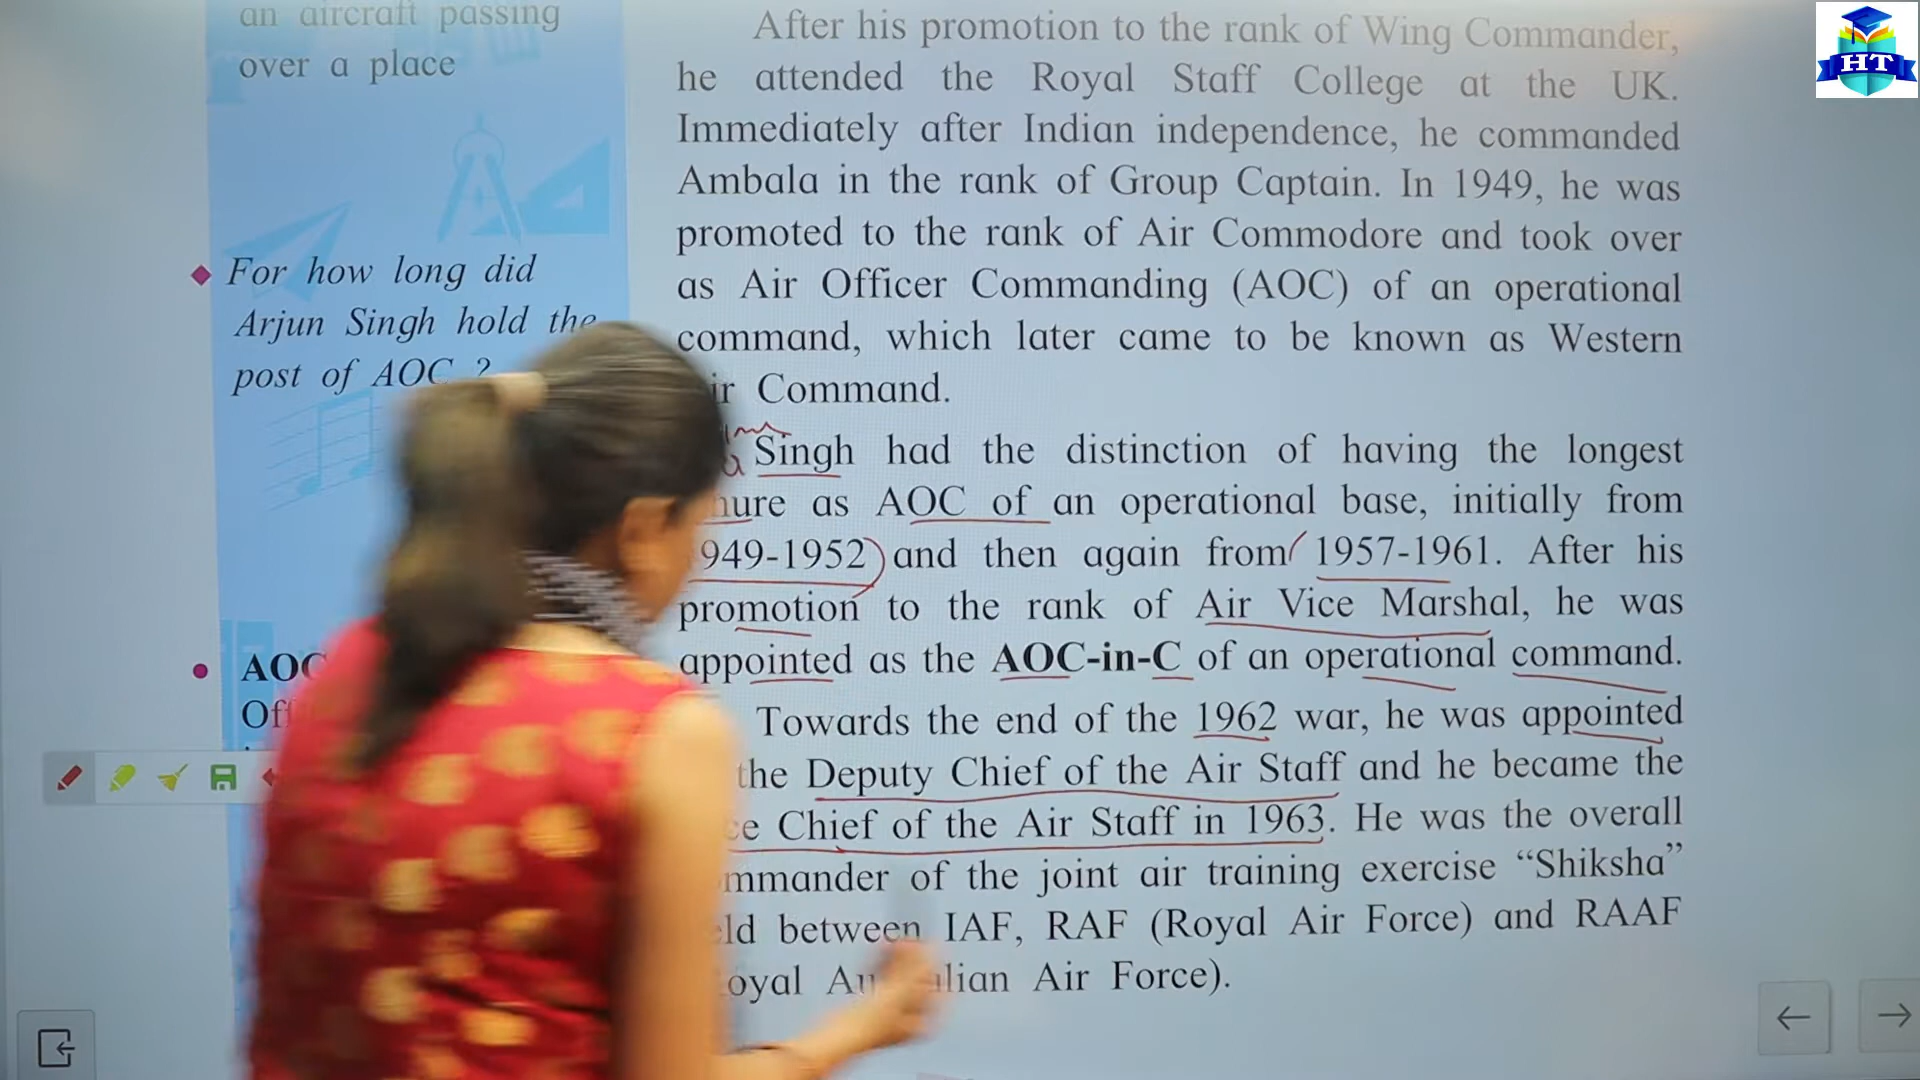 an aircraft passing
over a place
For how long did
Arjun Singh hold the
post of AOC ?
AOC
After his promotion to the rank of Wing Commander,
he attended the Royal Staff College at the UK.
Immediately after Indian independence, he commanded
Ambala in the rank of Group Captain. In 1949, he was
promoted to the rank of Air Commodore and took over
as Air Officer Commanding (AOC) of an operational
command, which later came to be known as Western
Command.
Singh had the distinction of having the longest
as AOC of an operational base, initially from
949-1952 and then again from 1957-1961. After his
promotion to the rank of Air Vice Marshal, he was
appointed as the AOC-in-C of an operational command.
Towards the end of the 1962 war, he was appointed
the Deputy Chief of the Air Staff and he became the
Chief of the Air Staff in 1963. He was the overall
of the joint air training exercise “Shiksha”
between IAF, RAF (Royal Air Force) and RAAF
Air Force).
HT